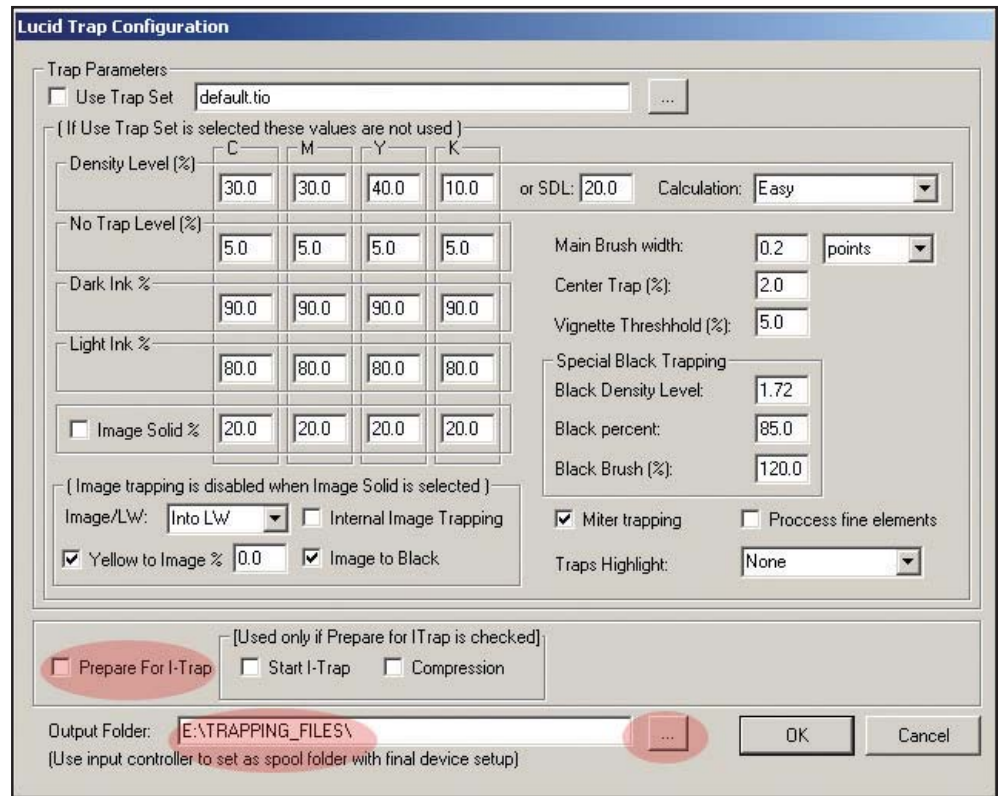 Lucid Trap Configuration
Trap Parameters
Use Trap Set default.tio ...
( If Use Trap Set is selected these values are not used )
C M Y K
Density Level (%) 30.0 30.0 40.0 10.0 or SDL: 20.0 Calculation: Easy
No Trap Level (%) 5.0 5.0 5.0 5.0
Main Brush width: 0.2 points
Dark Ink % 90.0 90.0 90.0 90.0
Center Trap (%): 2.0
Vignette Threshhold (%): 5.0
Light Ink % 80.0 80.0 80.0 80.0
Special Black Trapping
Black Density Level: 1.72
Image Solid % 20.0 20.0 20.0 20.0
Black percent: 85.0
Black Brush (%): 120.0
( Image trapping is disabled when Image Solid is selected )
Image/LW: Into LW Internal Image Trapping
Yellow to Image % 0.0 Image to Black
Miter trapping Proccess fine elements
Traps Highlight: None
[Used only if Prepare for ITrap is checked]
Prepare For I-Trap Start I-Trap Compression
Output Folder: E:\TRAPPING_FILES\ ... OK Cancel
(Use input controller to set as spool folder with final device setup)